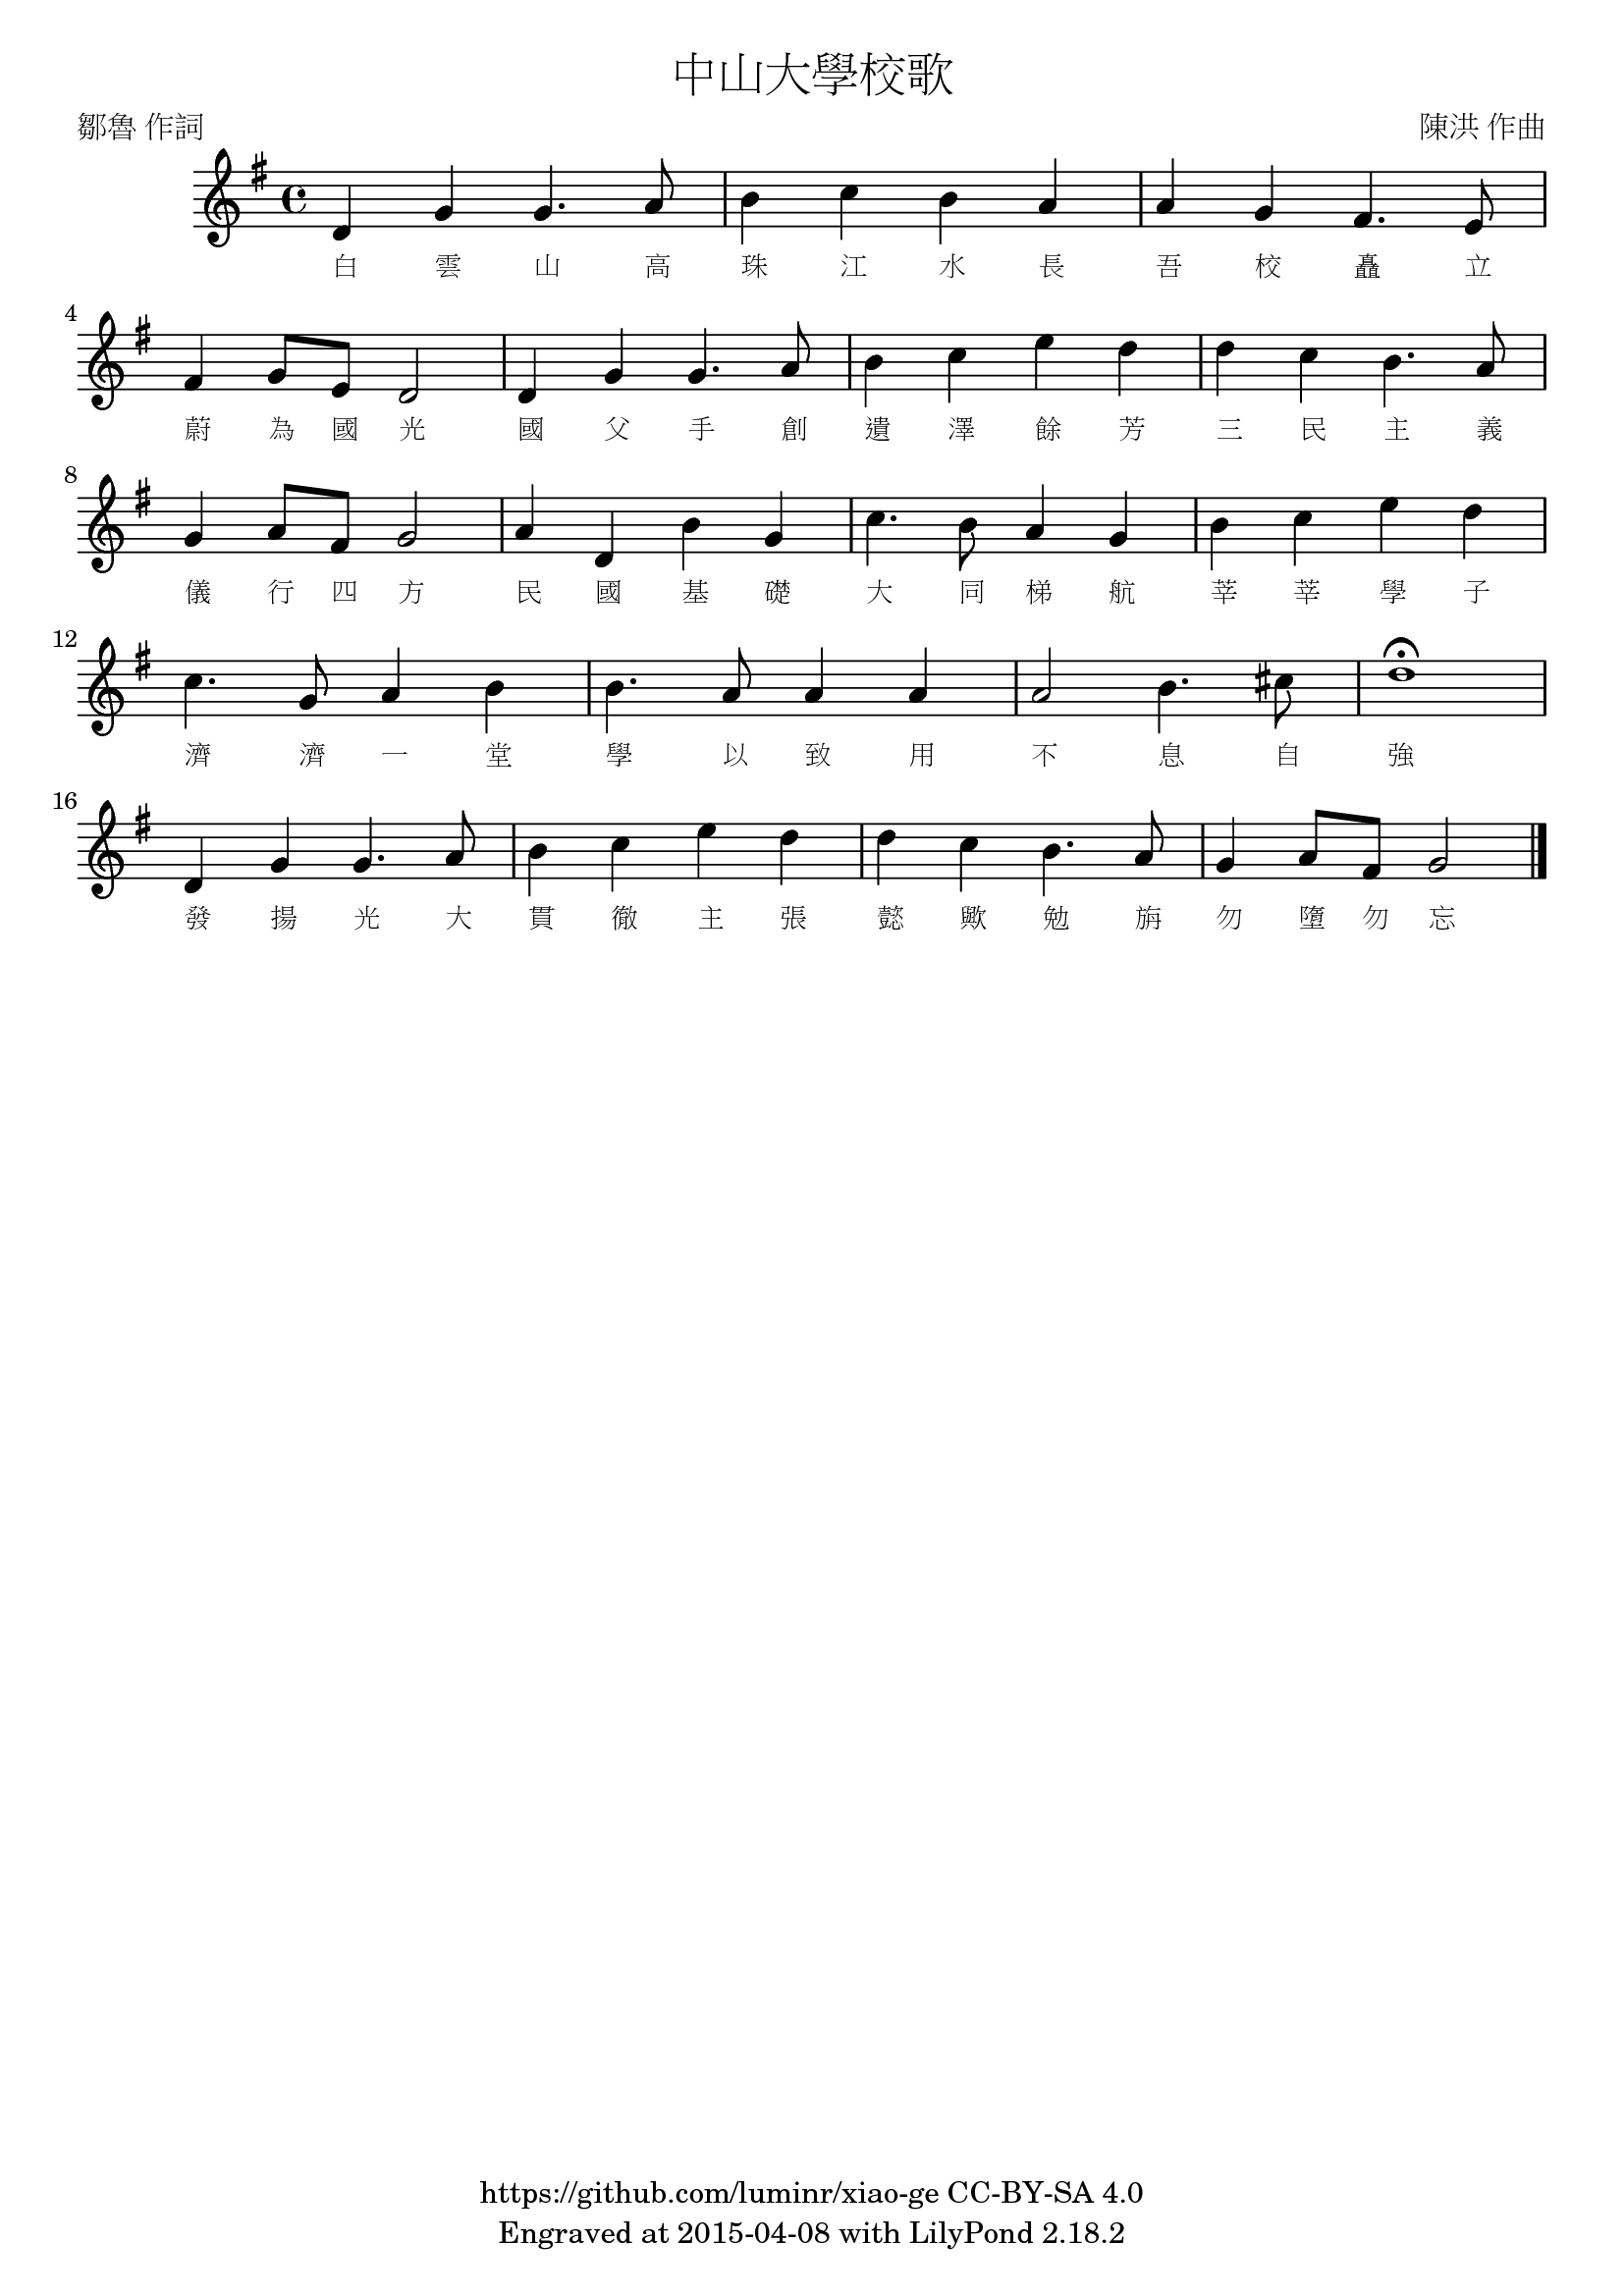 中山大學校歌
鄒魯 作詞 陳洪 作曲
白 雲 山 高 珠 江 水 長 吾 校 矗 立
4
蔚 為 國 光 國 父 手 創 遺 澤 餘 芳 三 民 主 義
8
儀 行 四 方 民 國 基 礎 大 同 梯 航 莘 莘 學 子
12
濟 濟 一 堂 學 以 致 用 不 息 自 強
16
發 揚 光 大 貫 徹 主 張 懿 歟 勉 旃 勿 墮 勿 忘
https://github.com/luminr/xiao-ge CC-BY-SA 4.0
Engraved at 2015-04-08 with LilyPond 2.18.2